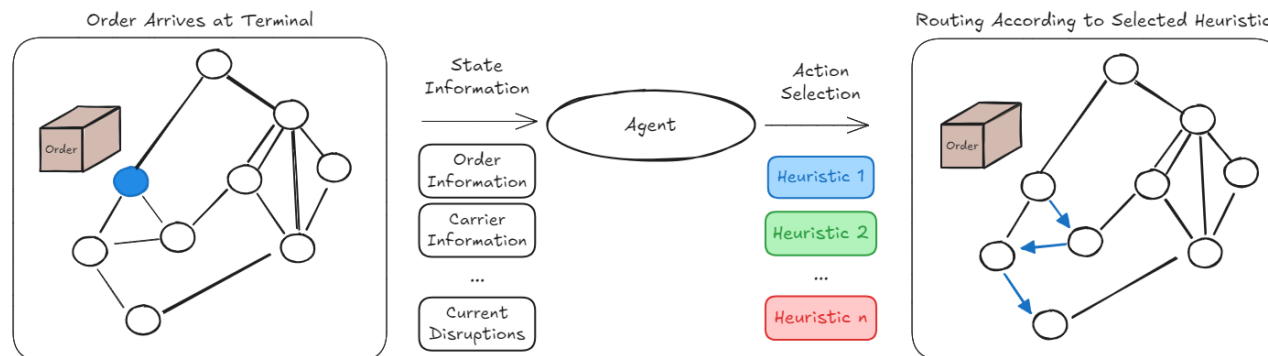 Order Arrives at Terminal
Order
State
Information
Order
Information
Carrier
Information
...
Current
Disruptions
Agent
Action
Selection
Heuristic 1
Heuristic 2
...
Heuristic n
Routing According to Selected Heuristic
Order